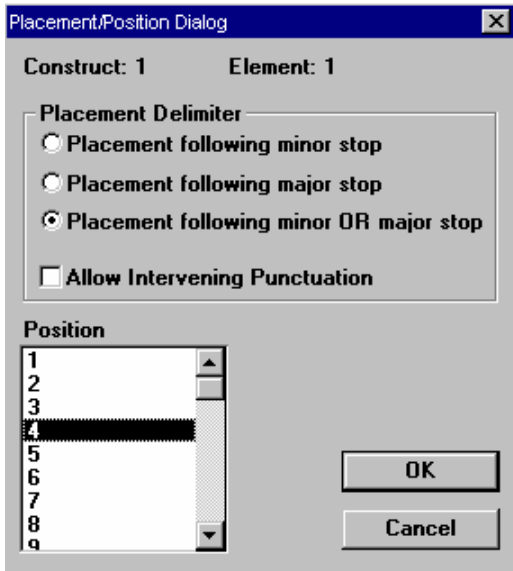 Placement/Position Dialog
Construct: 1 Element: 1
Placement Delimiter
Placement following minor stop
Placement following major stop
Placement following minor OR major stop
Allow Intervening Punctuation
Position
1
2
3
4
5
6
7
8
9
OK
Cancel